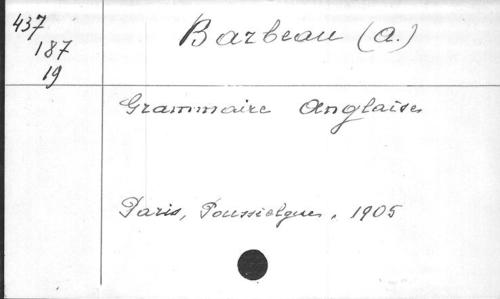 437
187
19
Barbeau (A.)
Grammaire Anglaise
Paris, Poussielgue, 1905